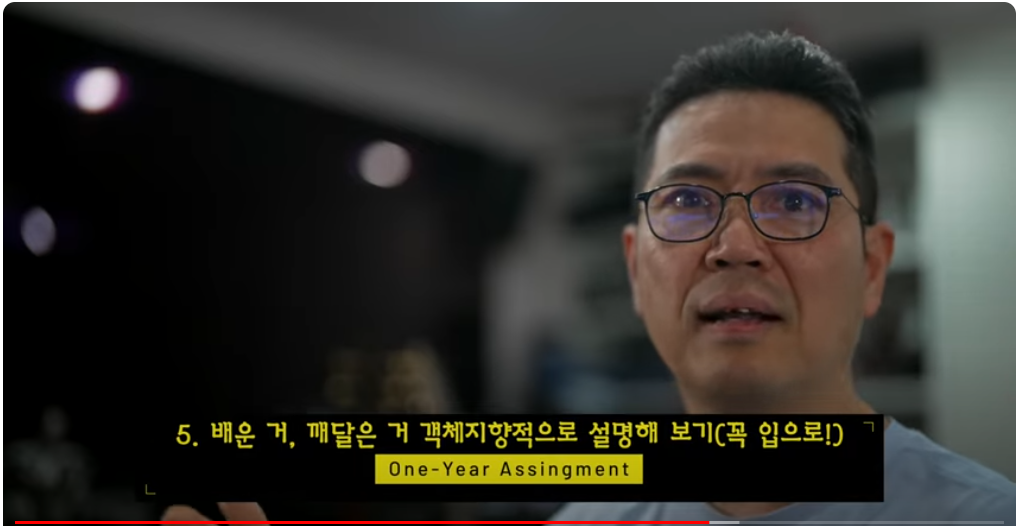 5. 배운 거, 깨달은 거 객체지향적으로 설명해 보기(꼭 입으로!)
One-Year Assingment